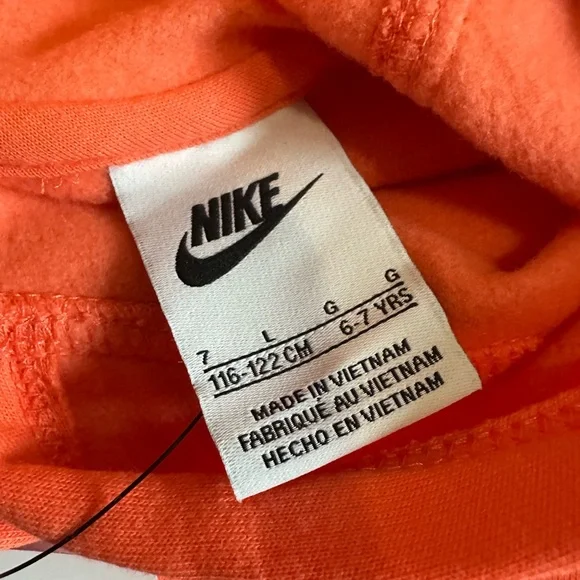 NIKE
7 L G G
116-122 CM 6-7 YRS
MADE IN VIETNAM
FABRIQUÉ AU VIETNAM
HECHO EN VIETNAM